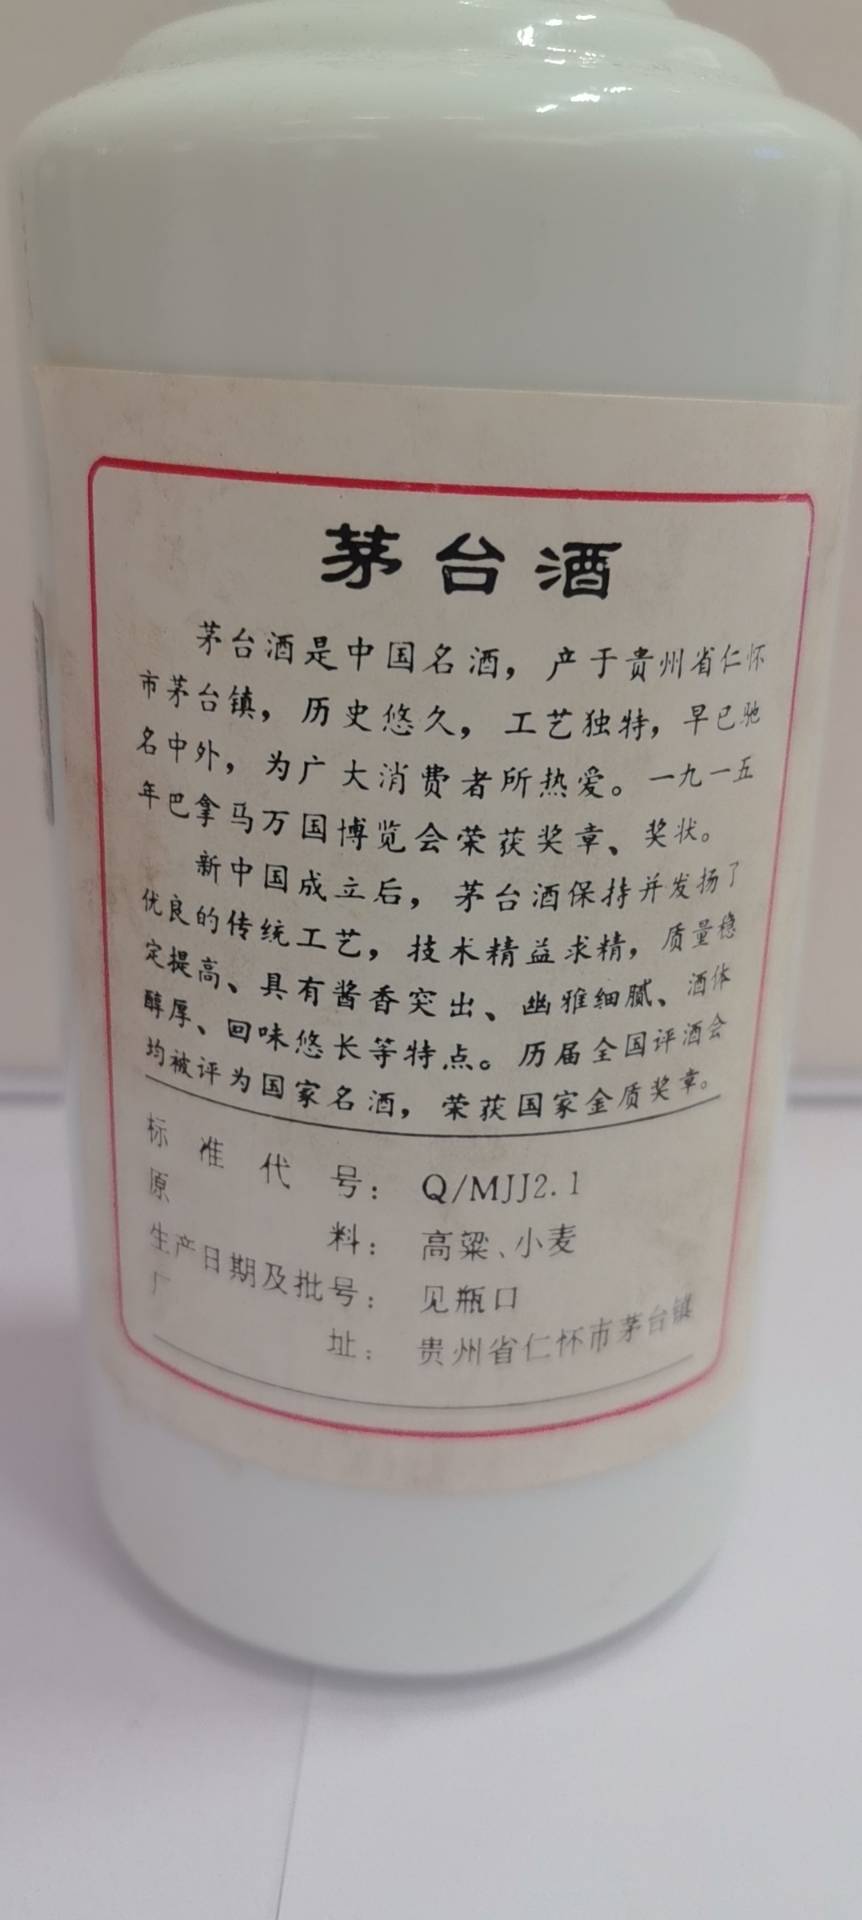 茅台酒
茅台酒是中国名酒，产于贵州省仁怀
市茅台镇，历史悠久，工艺独特，早已驰
名中外，为广大消费者所热爱。一九一五
年巴拿马万国博览会荣获奖章、奖状。
新中国成立后，茅台酒保持并发扬了
优良的传统工艺，技术精益求精，质量稳
定提高、具有酱香突出、幽雅细腻、酒体
醇厚、回味悠长等特点。历届全国评酒会
均被评为国家名酒，荣获国家金质奖章。
标准代号：Q/MJJ2.1
原料：高粱、小麦
生产日期及批号：见瓶口
厂址：贵州省仁怀市茅台镇